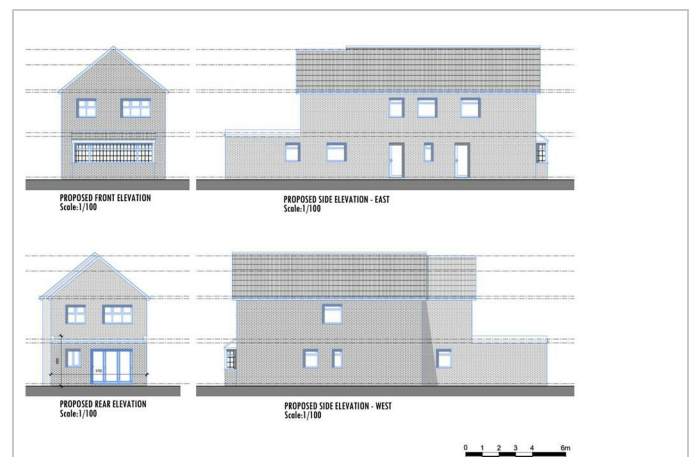 PROPOSED FRONT ELEVATION
Scale:1/100
PROPOSED SIDE ELEVATION - EAST
Scale:1/100
PROPOSED REAR ELEVATION
Scale:1/100
PROPOSED SIDE ELEVATION - WEST
Scale:1/100
0 1 2 3 4 6m